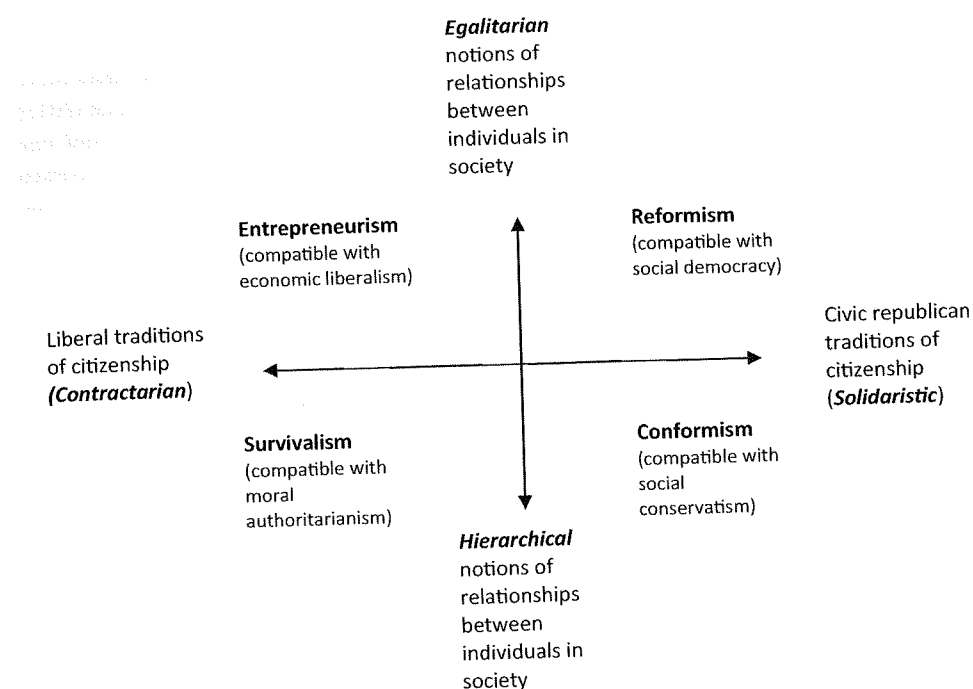 Egalitarian
notions of
relationships
between
individuals in
society
Entrepreneurism
(compatible with
economic liberalism)
Reformism
(compatible with
social democracy)
Liberal traditions
of citizenship
(Contractarian)
Civic republican
traditions of
citizenship
(Solidaristic)
Survivalism
(compatible with
moral
authoritarianism)
Conformism
(compatible with
social
conservatism)
Hierarchical
notions of
relationships
between
individuals in
society